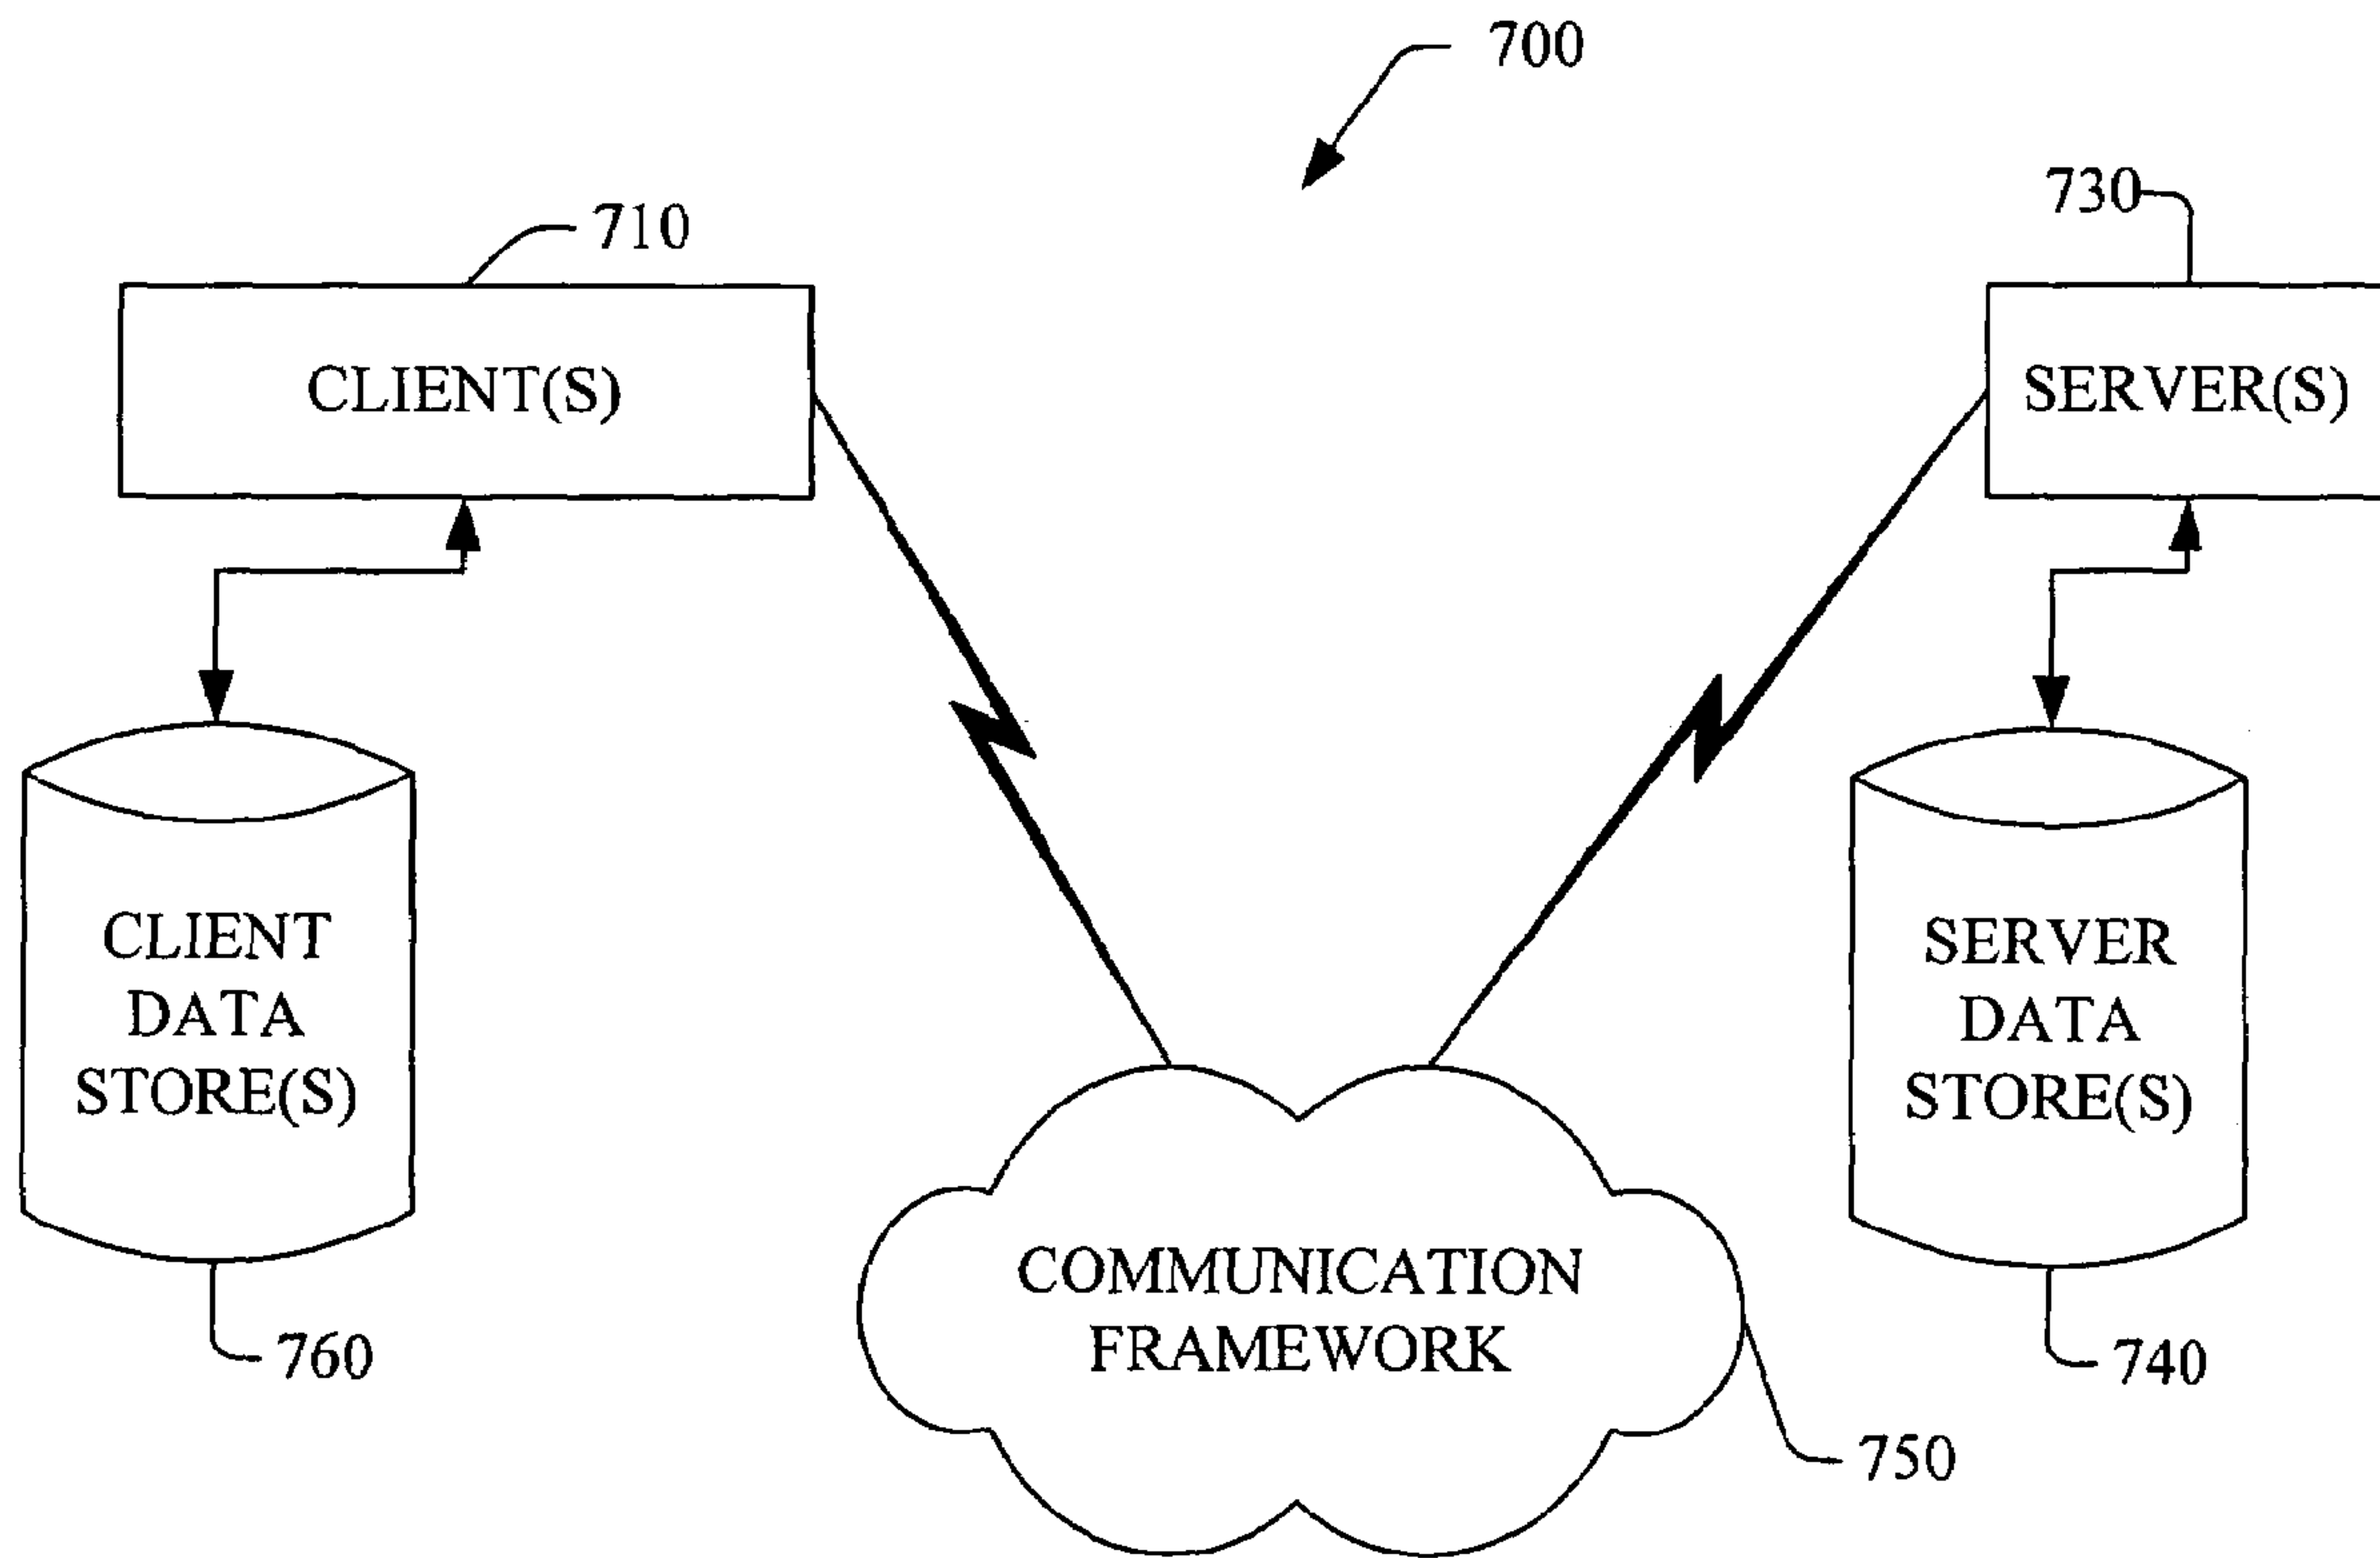 700
710
730
CLIENT(S)
SERVER(S)
CLIENT
DATA
STORE(S)
SERVER
DATA
STORE(S)
COMMUNICATION
FRAMEWORK
760
740
750